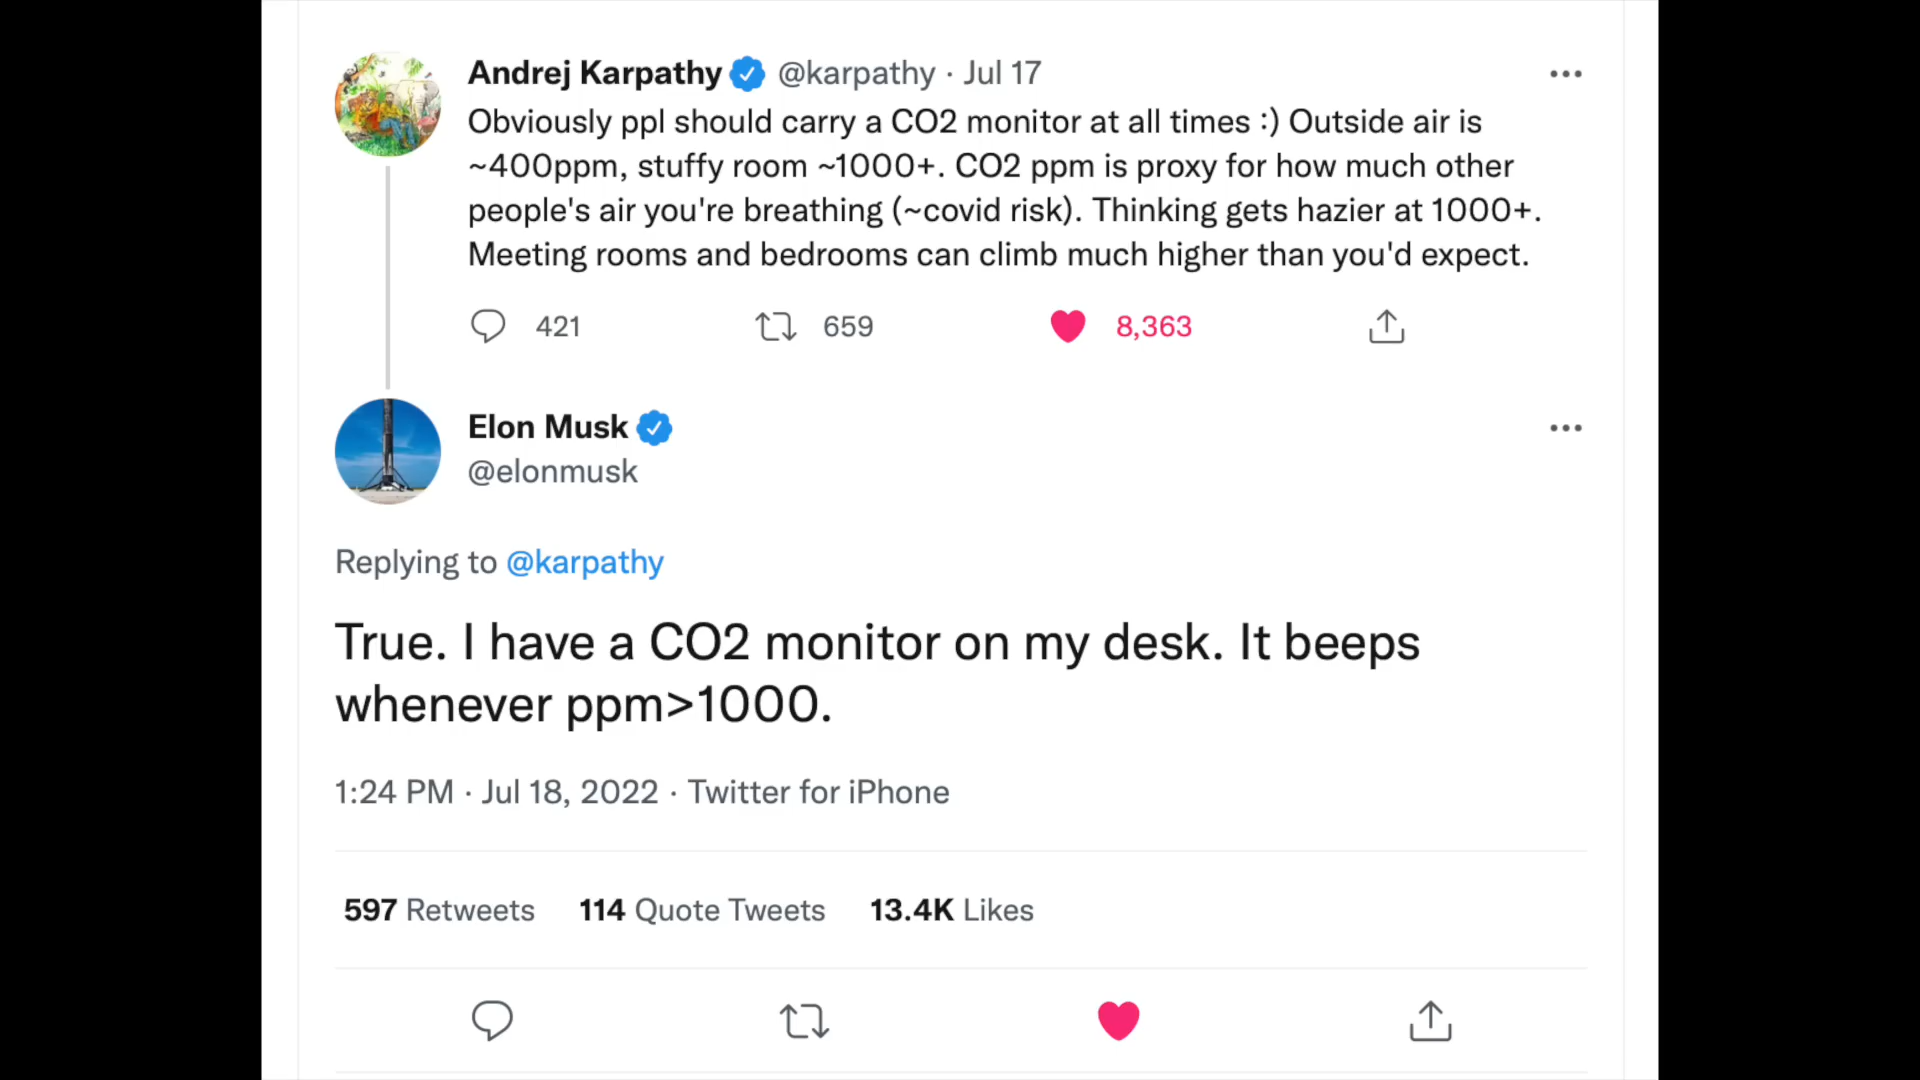 Andrej Karpathy @karpathy · Jul 17
Obviously ppl should carry a CO2 monitor at all times :) Outside air is
~400ppm, stuffy room ~1000+. CO2 ppm is proxy for how much other
people's air you're breathing (~covid risk). Thinking gets hazier at 1000+.
Meeting rooms and bedrooms can climb much higher than you'd expect.
421 659 8,363
Elon Musk
@elonmusk
Replying to @karpathy
True. I have a CO2 monitor on my desk. It beeps
whenever ppm>1000.
1:24 PM · Jul 18, 2022 · Twitter for iPhone
597 Retweets 114 Quote Tweets 13.4K Likes